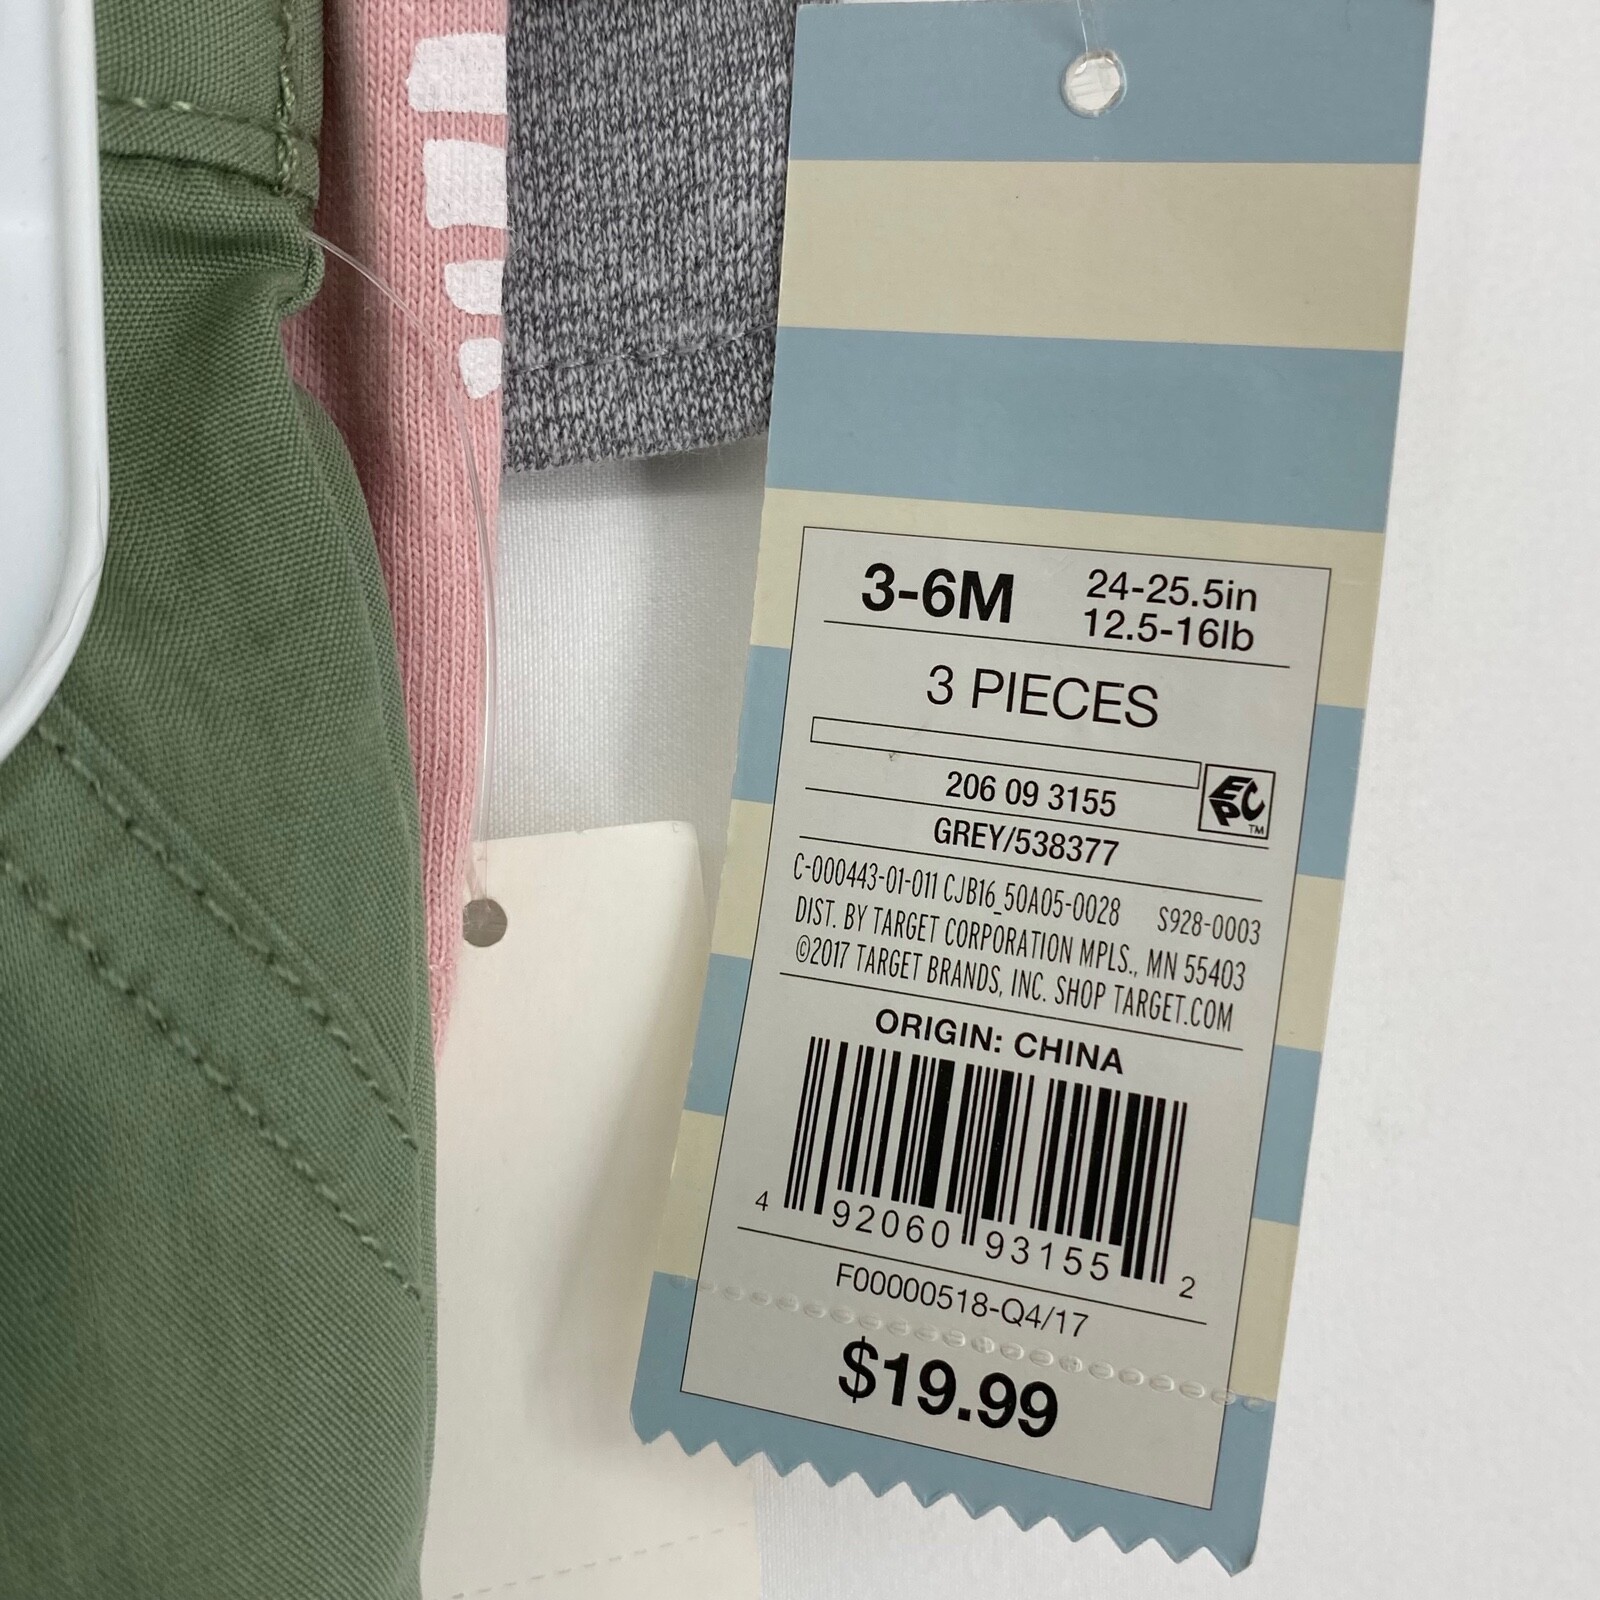 3-6M
24-25.5in
12.5-16lb
3 PIECES
206 09 3155
EPC TM
GREY/538377
C-000443-01-011 CJB16_50A05-0028 S928-0003
DIST. BY TARGET CORPORATION MPLS., MN 55403
©2017 TARGET BRANDS, INC. SHOP TARGET.COM
ORIGIN: CHINA
4 92060 93155 2
F00000518-Q4/17
$19.99